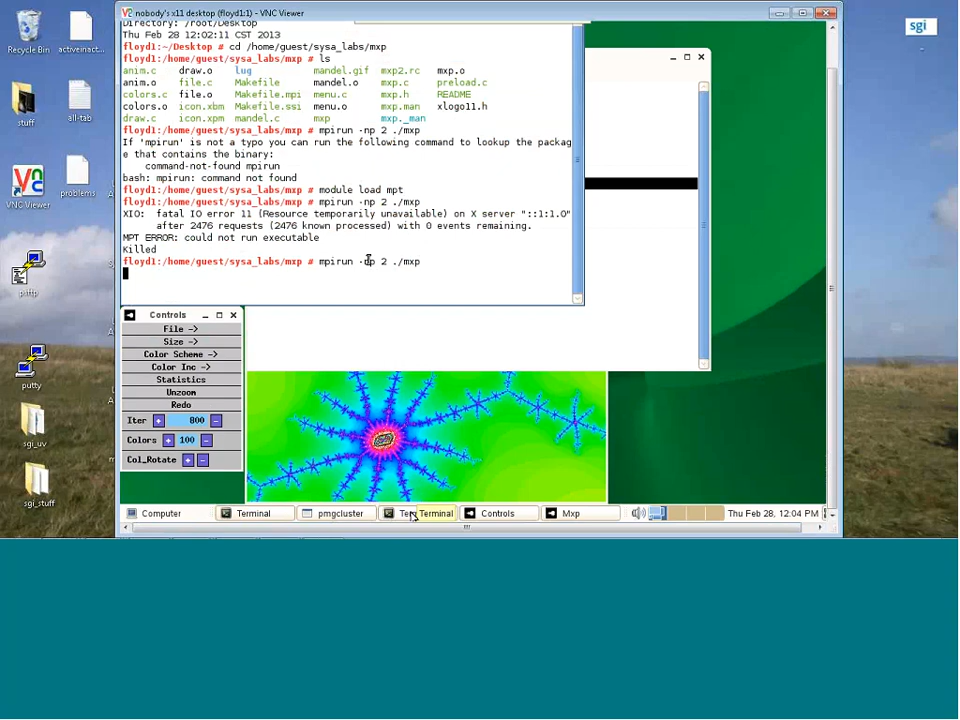 nobody's x11 desktop (floyd1:1) - VNC Viewer
Directory: /root/Desktop
Thu Feb 28 12:02:11 CST 2013
floyd1:~/Desktop # cd /home/guest/sysa_labs/mxp
floyd1:/home/guest/sysa_labs/mxp # ls
anim.c draw.o lug mandel.gif mxp2.rc mxp.o
anim.o file.c Makefile mandel.o mxp.c preload.c
colors.c file.o Makefile.mpi menu.c mxp.h README
colors.o icon.xbm Makefile.ssi menu.o mxp.man xlogo11.h
draw.c icon.xpm mandel.c mxp mxp._man
floyd1:/home/guest/sysa_labs/mxp # mpirun -np 2 ./mxp
If 'mpirun' is not a typo you can run the following command to lookup the packag
e that contains the binary:
command-not-found mpirun
bash: mpirun: command not found
floyd1:/home/guest/sysa_labs/mxp # module load mpt
floyd1:/home/guest/sysa_labs/mxp # mpirun -np 2 ./mxp
XIO: fatal IO error 11 (Resource temporarily unavailable) on X server "::1:1.0"
after 2476 requests (2476 known processed) with 0 events remaining.
MPT ERROR: could not run executable
Killed
floyd1:/home/guest/sysa_labs/mxp # mpirun -np 2 ./mxp
Controls
File ->
Size ->
Color Scheme ->
Color Inc ->
Statistics
Unzoom
Redo
Iter + 800 -
Colors + 100 -
Col_Rotate + -
Computer
Terminal
pmgcluster
Terminal
Controls
Mxp
Thu Feb 28, 12:04 PM
Recycle Bin
activeinact...
stuff
all-tab
VNC Viewer
problems
psftp
putty
sgi_uv
sgi_stuff
sgi